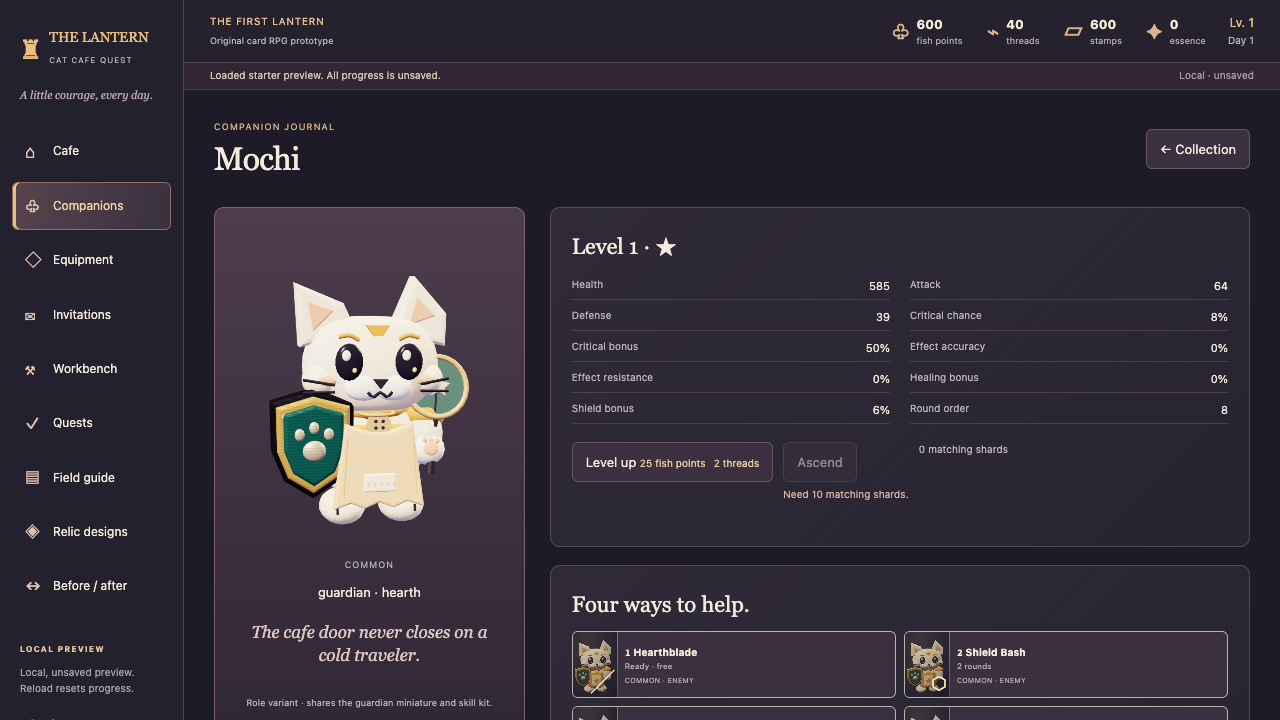 THE LANTERN
CAT CAFE QUEST
A little courage, every day.
Cafe
Companions
Equipment
Invitations
Workbench
Quests
Field guide
Relic designs
Before / after
LOCAL PREVIEW
Local, unsaved preview.
Reload resets progress.
THE FIRST LANTERN
Original card RPG prototype
600 fish points
40 threads
600 stamps
0 essence
Lv. 1
Day 1
Loaded starter preview. All progress is unsaved.
Local · unsaved
COMPANION JOURNAL
Mochi
← Collection
COMMON
guardian · hearth
The cafe door never closes on a
cold traveler.
Role variant · shares the guardian miniature and skill kit.
Level 1 · ★
Health 585
Attack 64
Defense 39
Critical chance 8%
Critical bonus 50%
Effect accuracy 0%
Effect resistance 0%
Healing bonus 0%
Shield bonus 6%
Round order 8
Level up 25 fish points 2 threads
Ascend
0 matching shards
Need 10 matching shards.
Four ways to help.
1 Hearthblade
Ready · free
COMMON · ENEMY
2 Shield Bash
2 rounds
COMMON · ENEMY